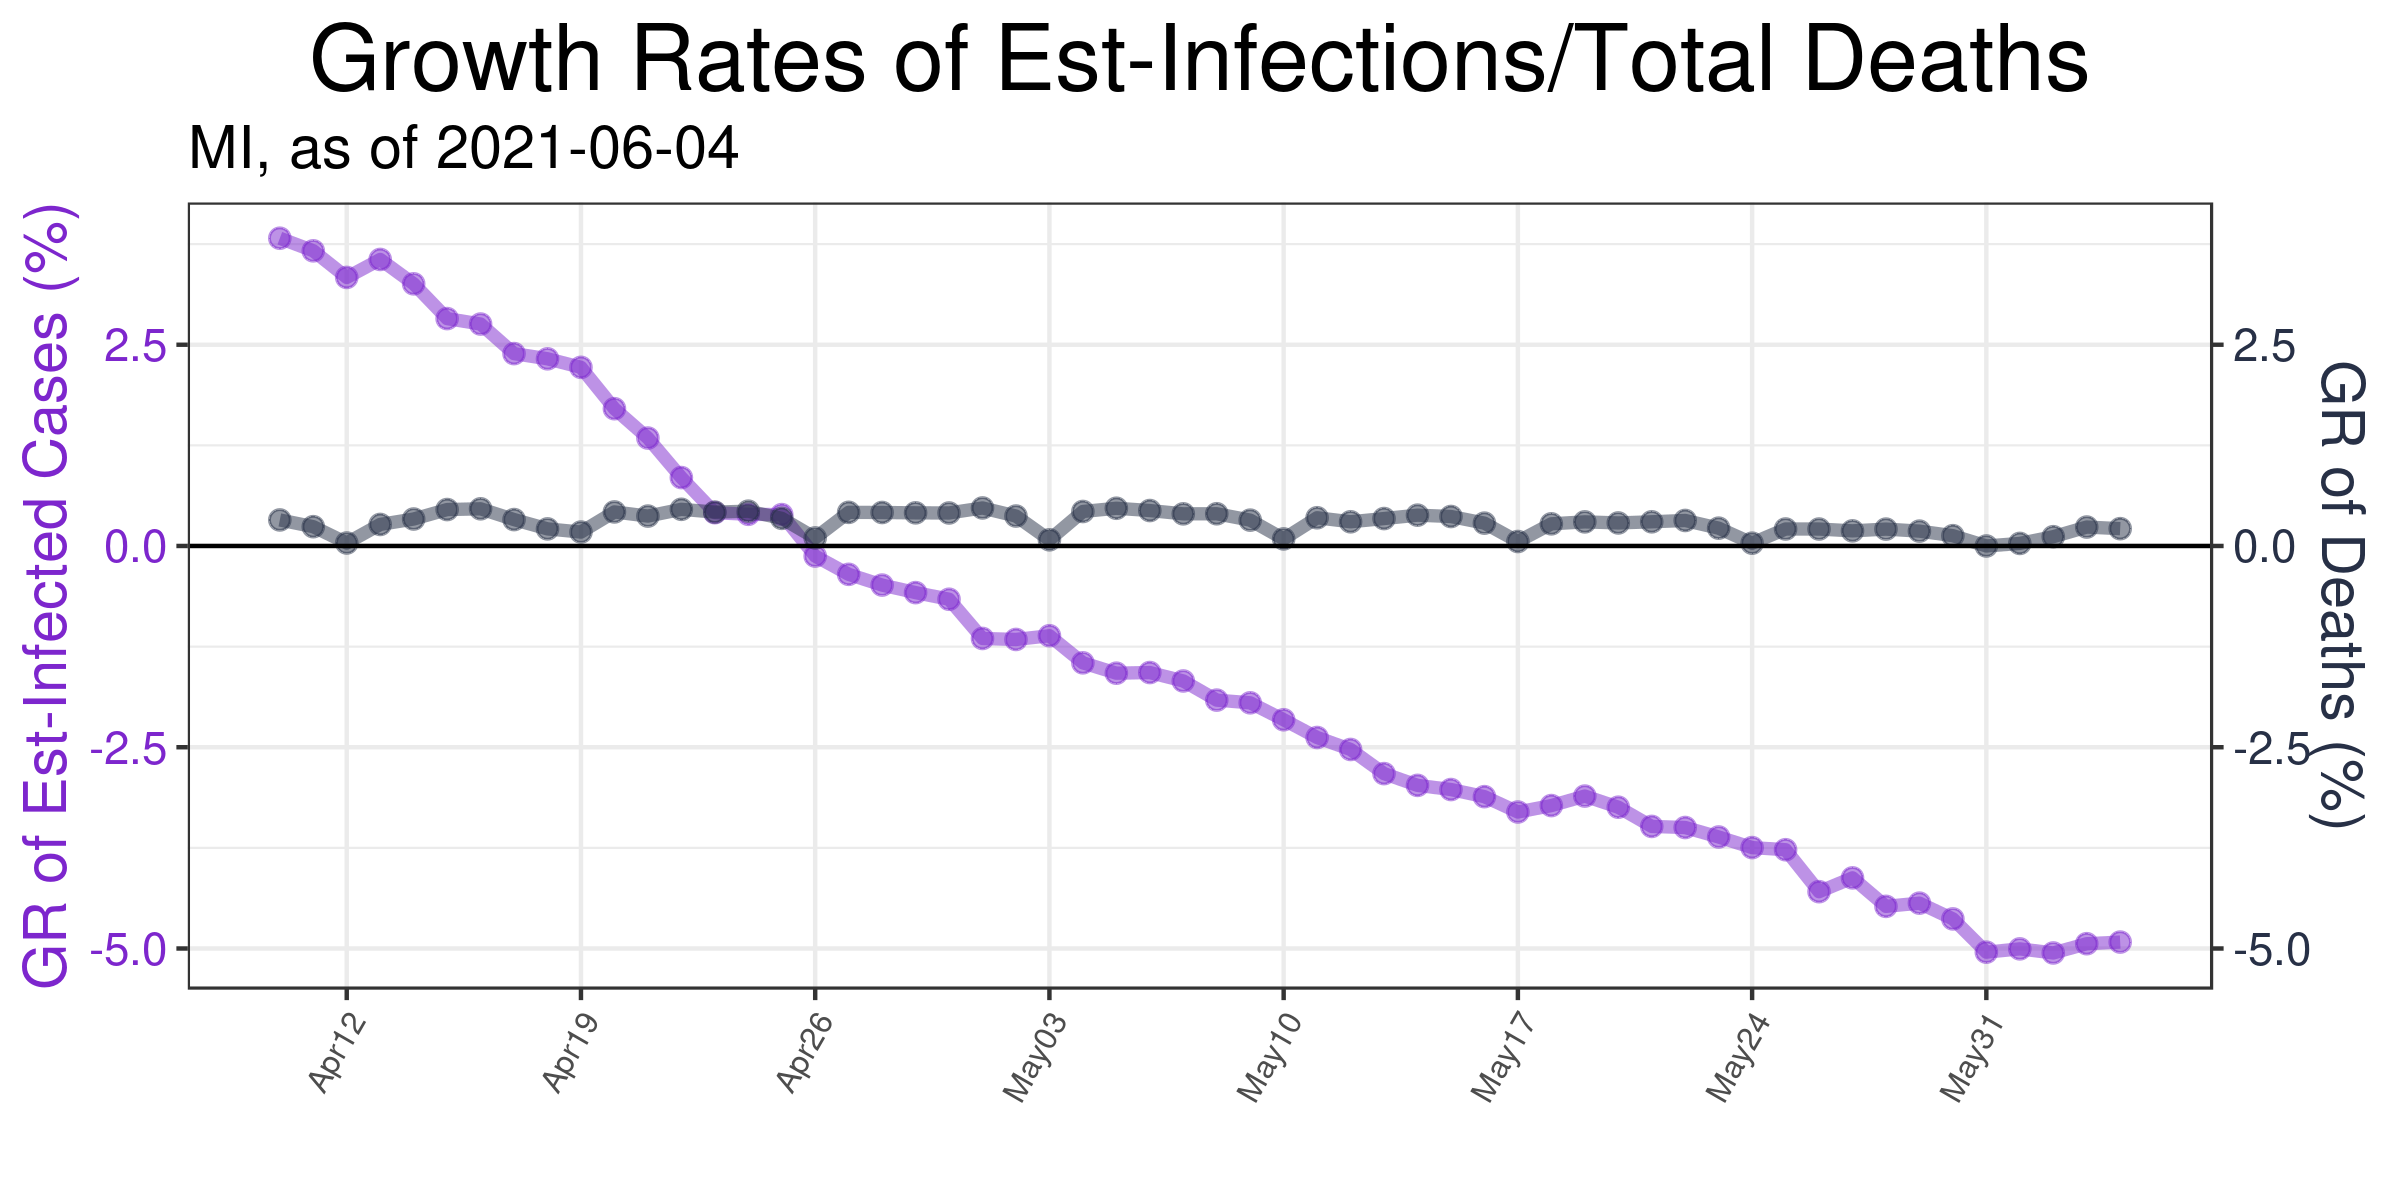 Growth Rates of Est-Infections/Total Deaths
MI, as of 2021-06-04
GR of Est-Infected Cases (%)
2.5
0.0
-2.5
-5.0
2.5
0.0
-2.5
-5.0
GR of Deaths (%)
Apr12
Apr19
Apr26
May03
May10
May17
May24
May31